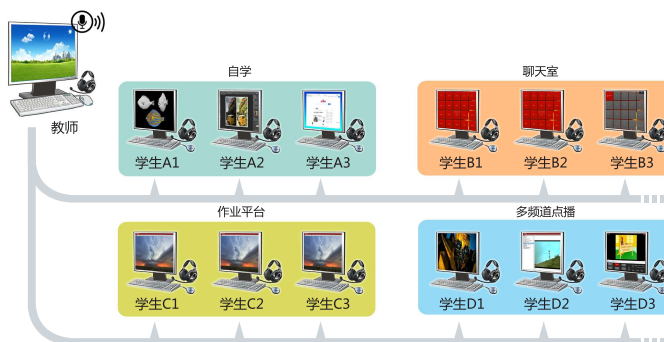 教师
自学
学生A1 学生A2 学生A3
聊天室
学生B1 学生B2 学生B3
作业平台
学生C1 学生C2 学生C3
多频道点播
学生D1 学生D2 学生D3